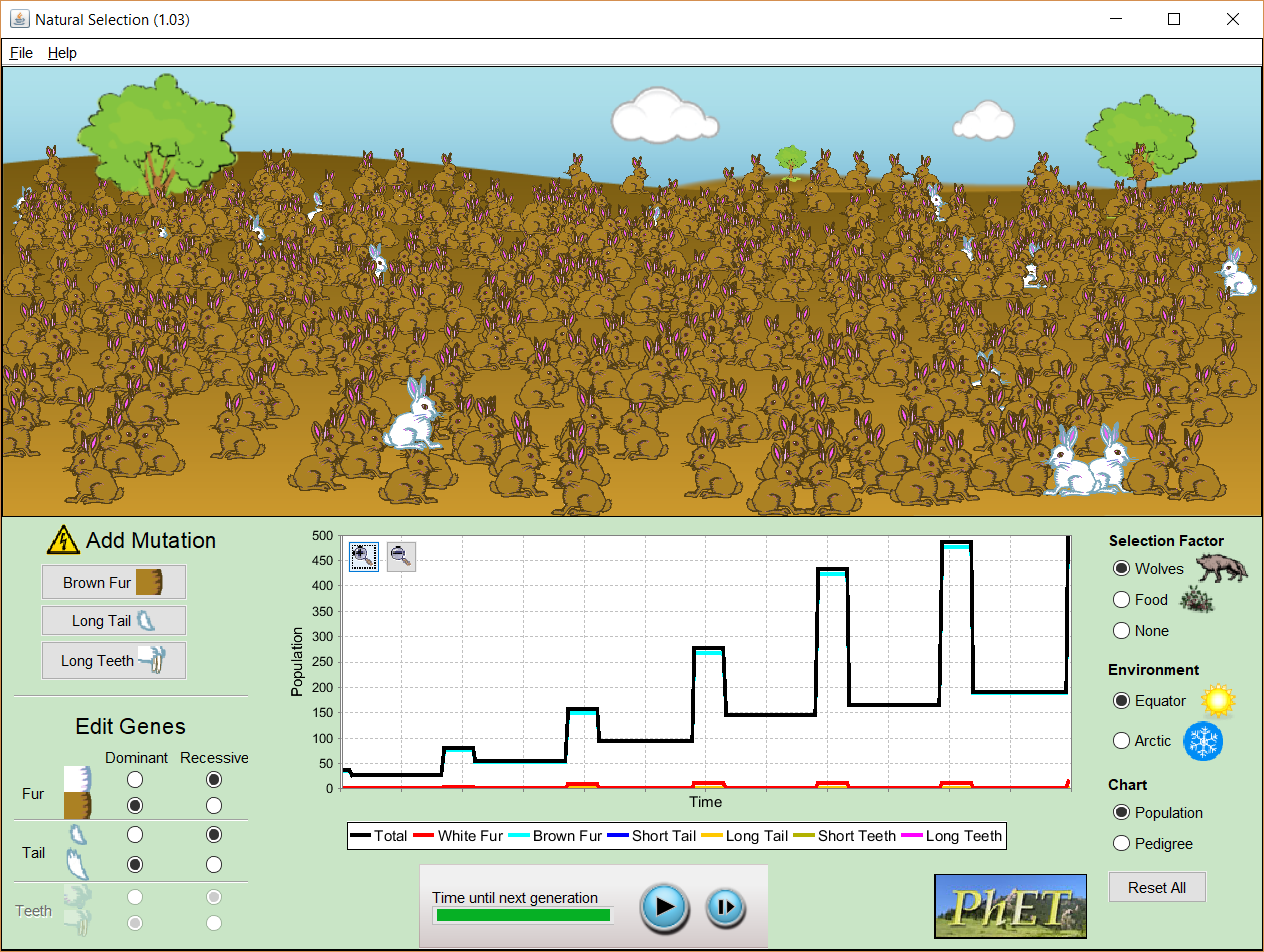 Natural Selection (1.03)
File Help
Add Mutation
Brown Fur
Long Tail
Long Teeth
Edit Genes
Dominant Recessive
Fur
Tail
Teeth
500
450
400
350
300
250
200
150
100
50
0
Population
Time
Total White Fur Brown Fur Short Tail Long Tail Short Teeth Long Teeth
Time until next generation
PhET
Selection Factor
Wolves
Food
None
Environment
Equator
Arctic
Chart
Population
Pedigree
Reset All